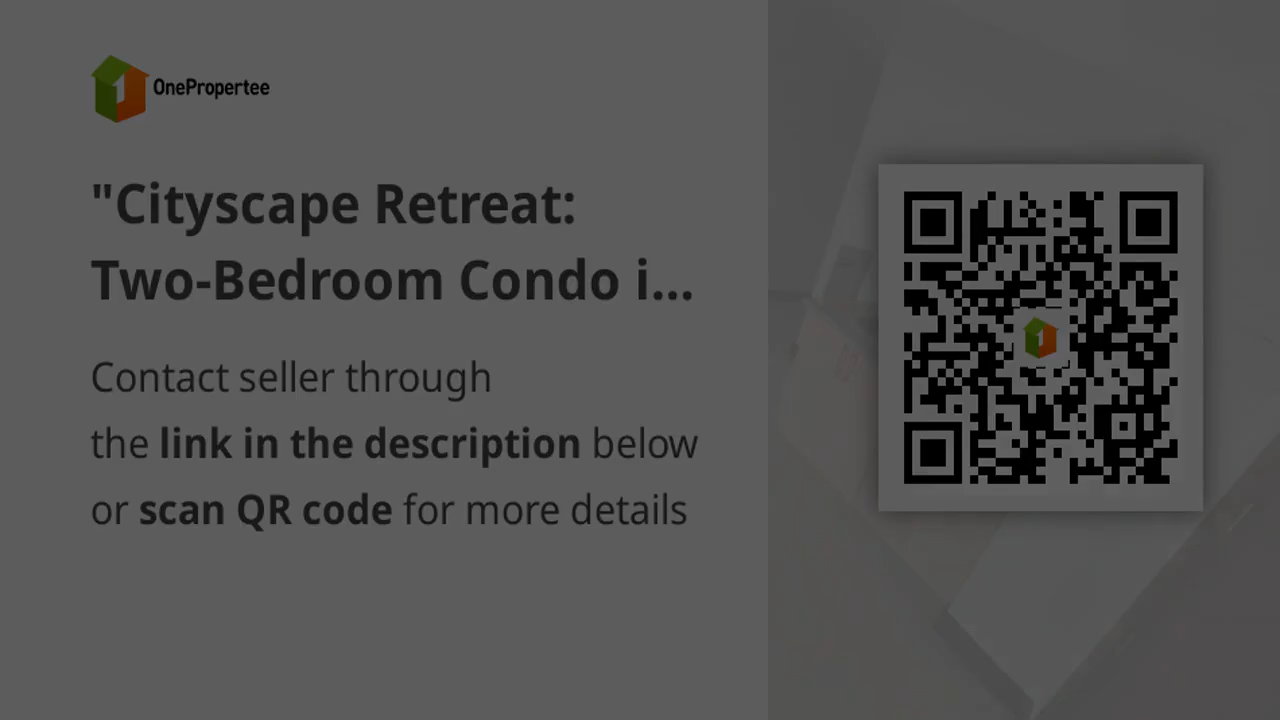 OnePropertee
"Cityscape Retreat:
Two-Bedroom Condo i...
Contact seller through
the link in the description below
or scan QR code for more details